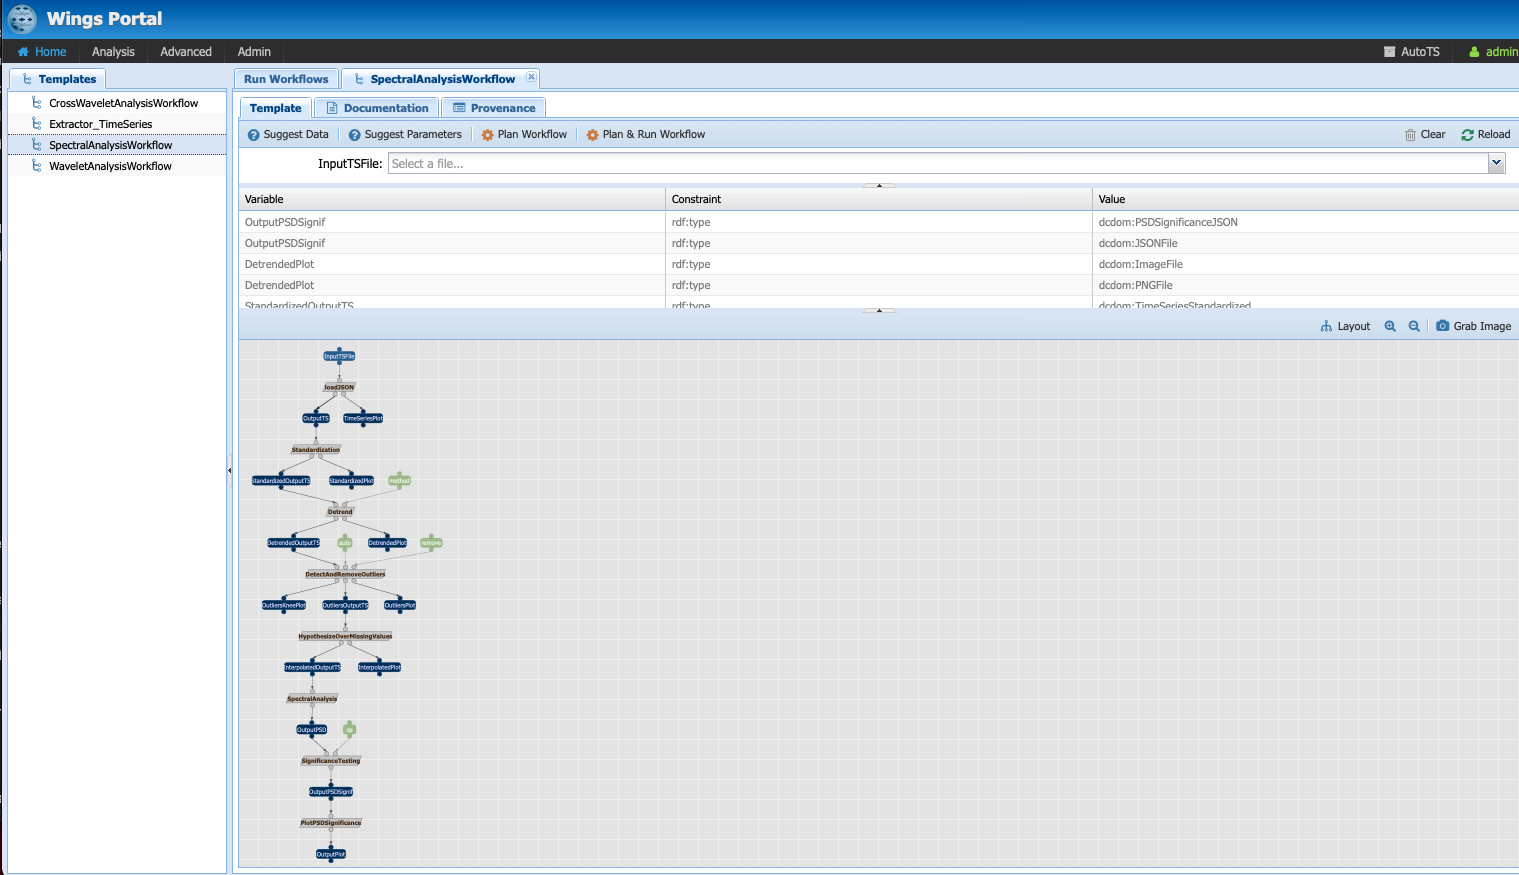 Wings Portal
Home Analysis Advanced Admin AutoTS admin
Templates
CrossWaveletAnalysisWorkflow
Extractor_TimeSeries
SpectralAnalysisWorkflow
WaveletAnalysisWorkflow
Run Workflows SpectralAnalysisWorkflow
Template Documentation Provenance
Suggest Data Suggest Parameters Plan Workflow Plan & Run Workflow Clear Reload
InputTSFile: Select a file...
Variable Constraint Value
OutputPSDSignif rdf:type dcdom:PSDSignificanceJSON
OutputPSDSignif rdf:type dcdom:JSONFile
DetrendedPlot rdf:type dcdom:ImageFile
DetrendedPlot rdf:type dcdom:PNGFile
StandardizedOutputTS rdf:type dcdom:TimeSeriesStandardized
Layout Grab Image
InputTSFile
loadJSON
OutputTS TimeSeriesPlot
Standardization
StandardizedOutputTS StandardizedPlot method
Detrend
DetrendedOutputTS auto DetrendedPlot remove
DetectAndRemoveOutliers
OutliersKneePlot OutliersOutputTS OutliersPlot
HypothesizeOverMissingValues
InterpolatedOutputTS InterpolatedPlot
SpectralAnalysis
OutputPSD
SignificanceTesting
OutputPSDSignif
PlotPSDSignificance
OutputPlot